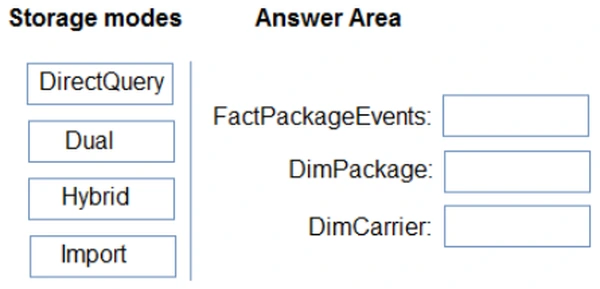 Storage modes
Answer Area
DirectQuery
Dual
Hybrid
Import
FactPackageEvents:
DimPackage:
DimCarrier: